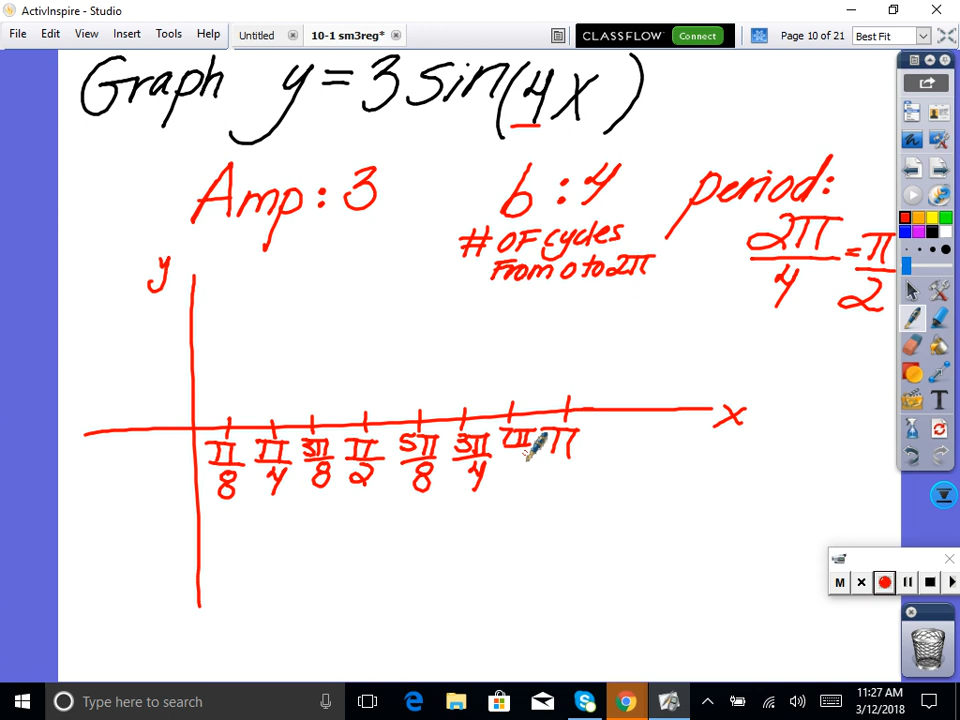 ActivInspire - Studio
File Edit View Insert Tools Help Untitled 10-1 sm3reg* CLASSFLOW Connect Page 10 of 21 Best Fit
Graph y = 3 sin(4x)
Amp: 3 b: 4 period:
# OF cycles
From 0 to 2π
2π/4 = π/2
y
x
π/8 π/4 3π/8 π/2 5π/8 3π/4 7π π
T
M
Type here to search
11:27 AM
3/12/2018